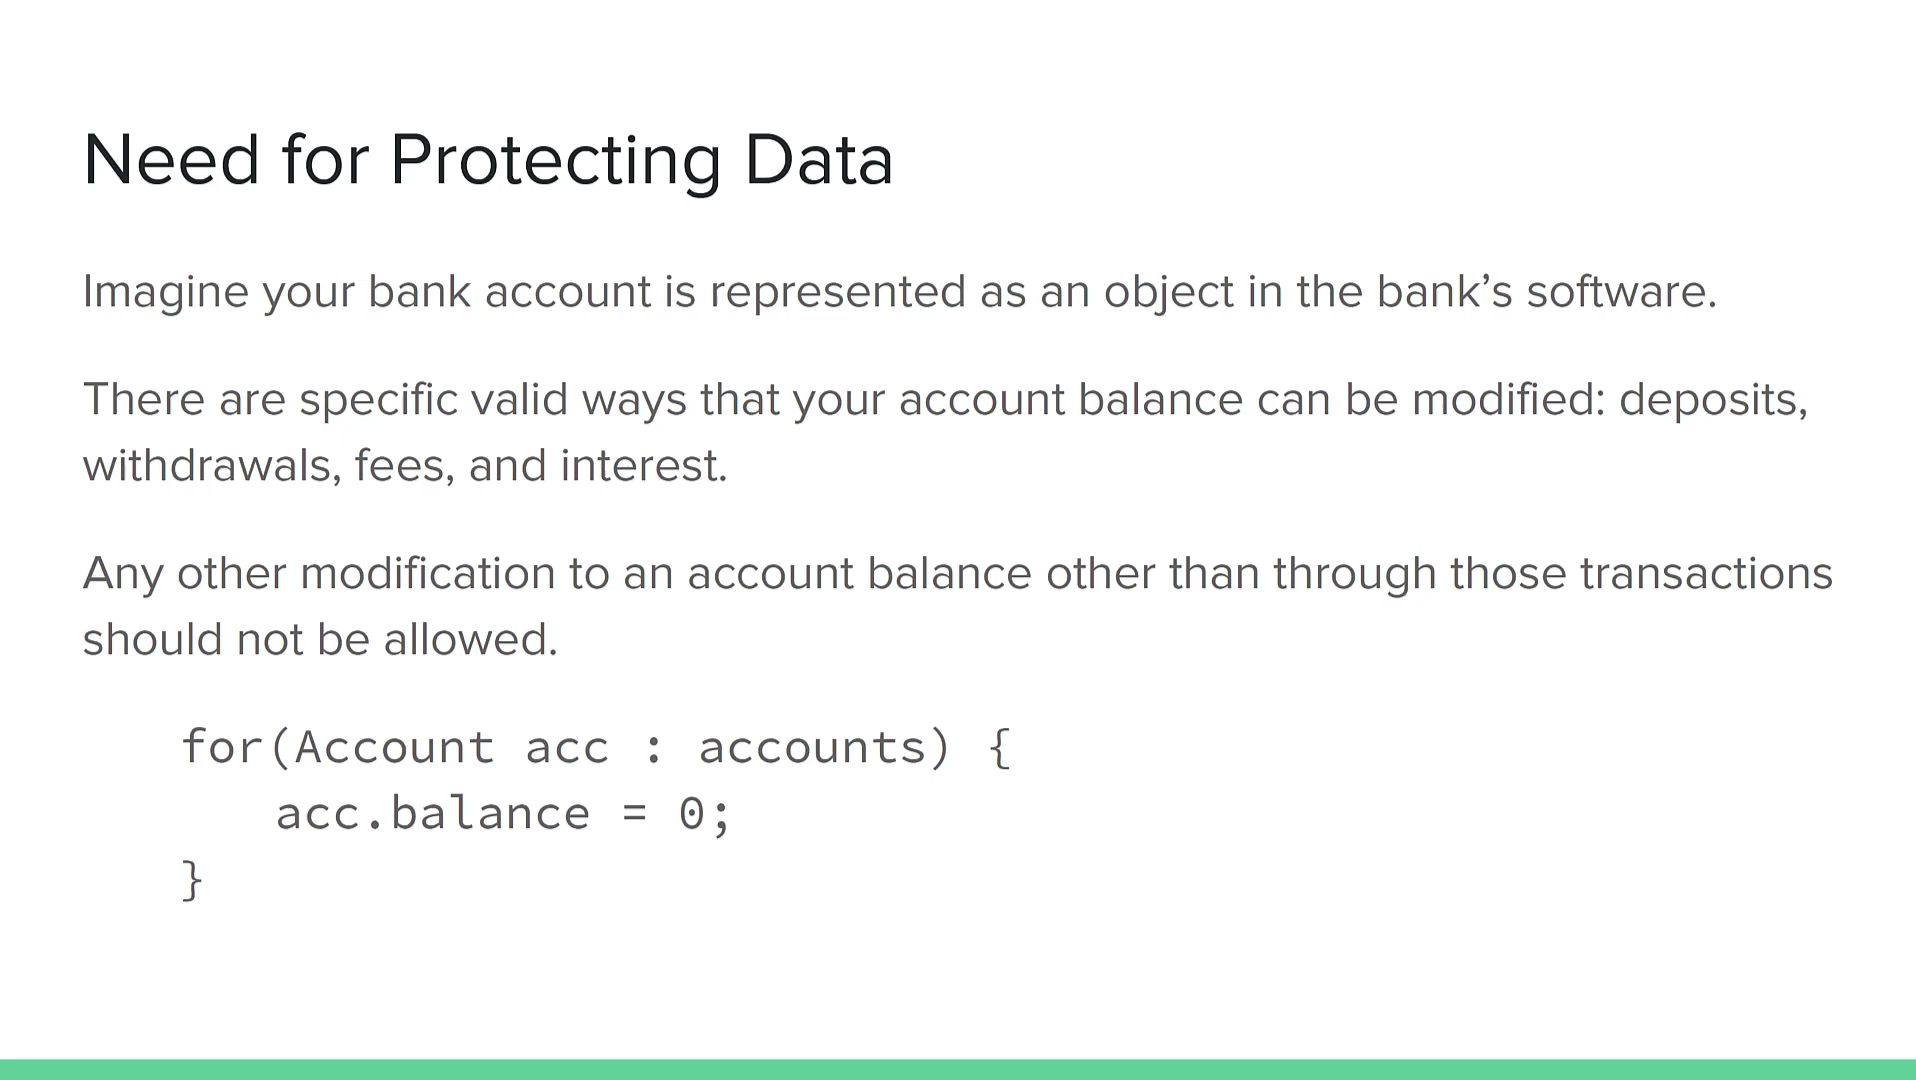 Need for Protecting Data
Imagine your bank account is represented as an object in the bank’s software.
There are specific valid ways that your account balance can be modified: deposits,
withdrawals, fees, and interest.
Any other modification to an account balance other than through those transactions
should not be allowed.
for(Account acc : accounts) {
   acc.balance = 0;
}